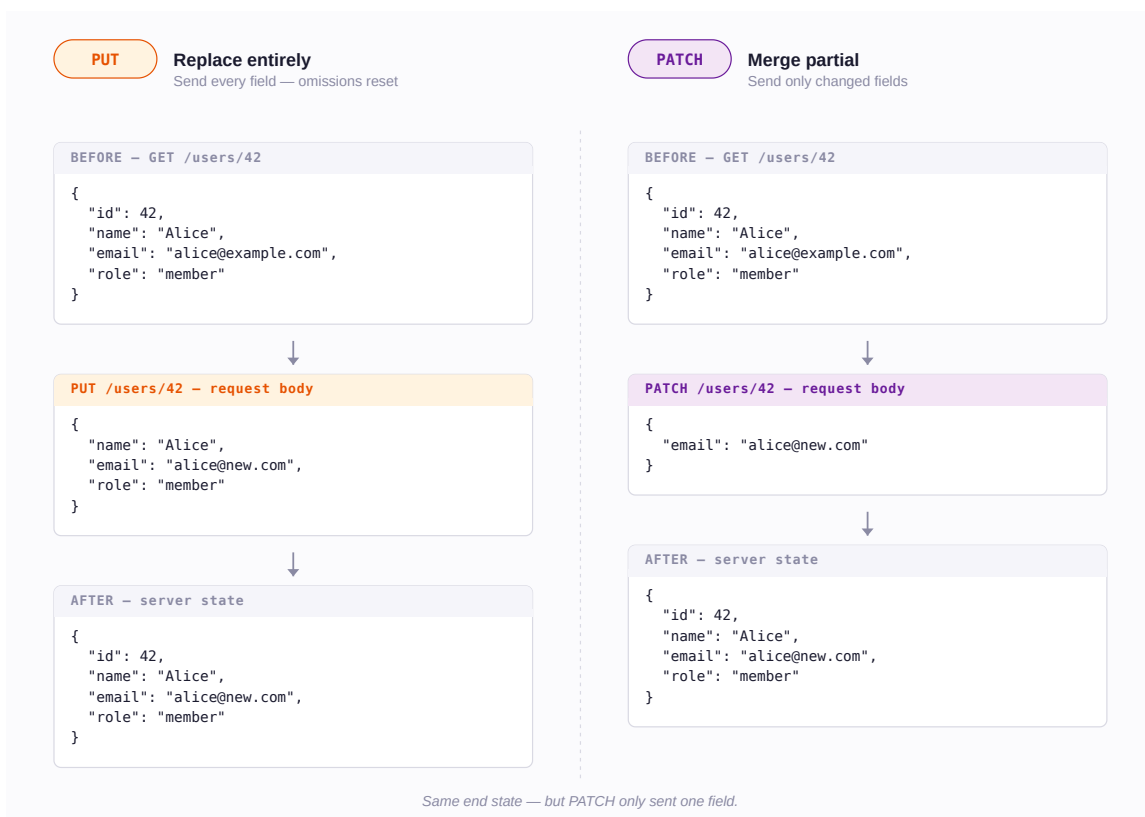 PUT
Replace entirely
Send every field — omissions reset
BEFORE — GET /users/42
{
  "id": 42,
  "name": "Alice",
  "email": "alice@example.com",
  "role": "member"
}
PUT /users/42 — request body
{
  "name": "Alice",
  "email": "alice@new.com",
  "role": "member"
}
AFTER — server state
{
  "id": 42,
  "name": "Alice",
  "email": "alice@new.com",
  "role": "member"
}
PATCH
Merge partial
Send only changed fields
BEFORE — GET /users/42
{
  "id": 42,
  "name": "Alice",
  "email": "alice@example.com",
  "role": "member"
}
PATCH /users/42 — request body
{
  "email": "alice@new.com"
}
AFTER — server state
{
  "id": 42,
  "name": "Alice",
  "email": "alice@new.com",
  "role": "member"
}
Same end state — but PATCH only sent one field.